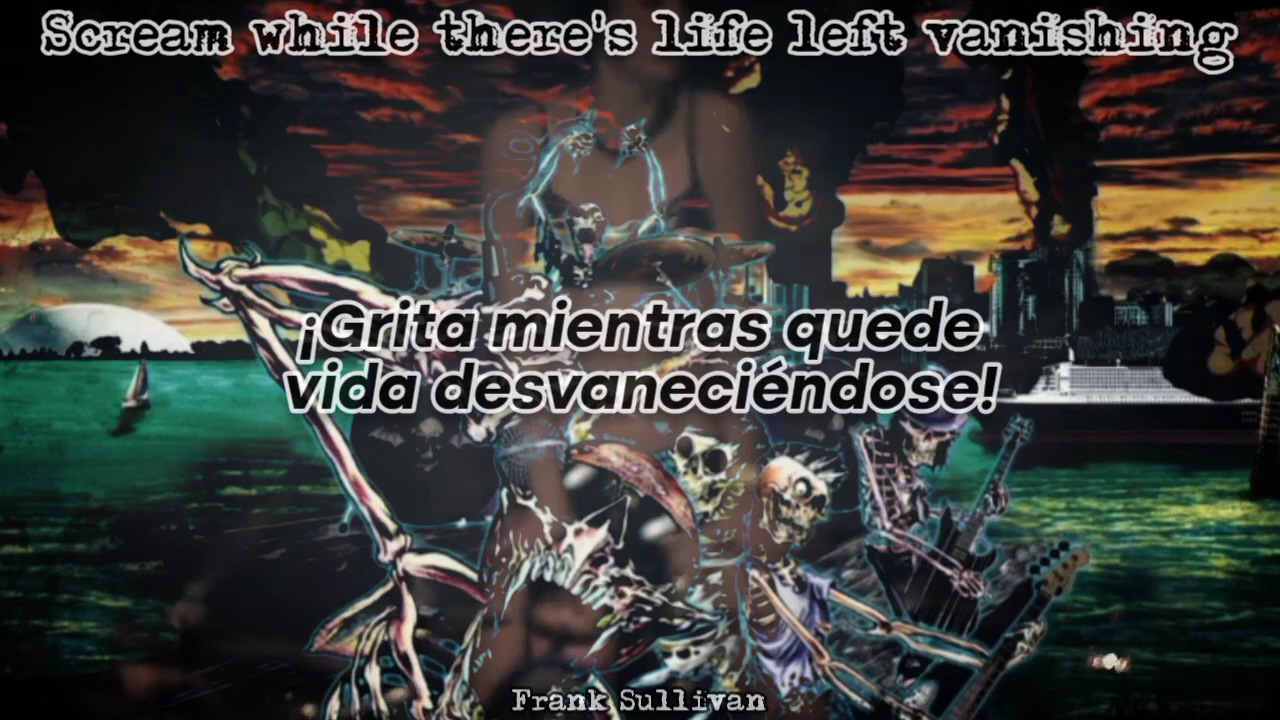 Scream while there's life left vanishing
¡Grita mientras quede
vida desvaneciéndose!
Frank Sullivan